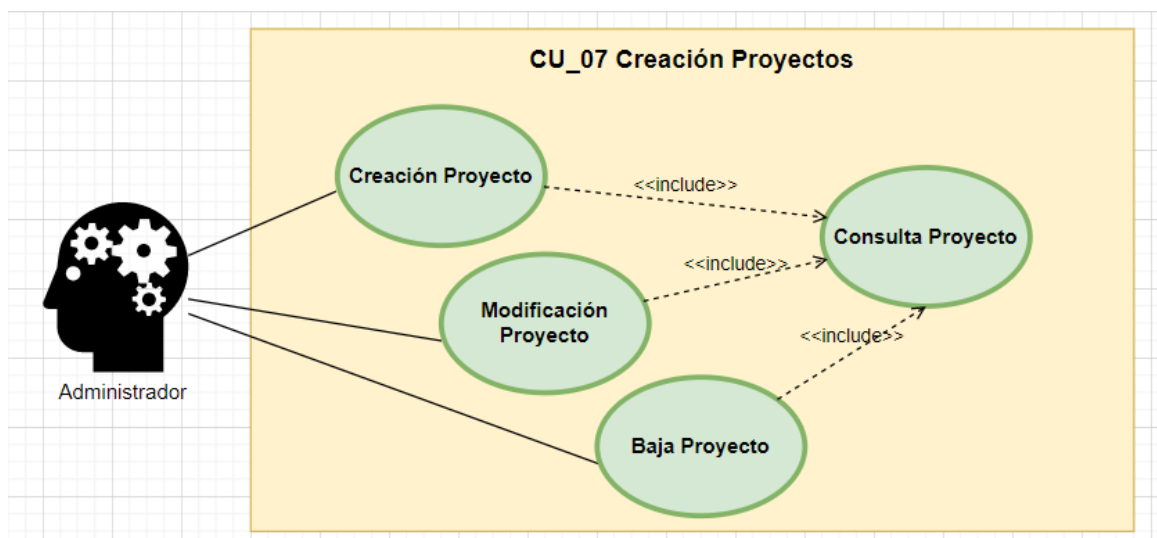 CU_07 Creación Proyectos
Creación Proyecto
<<include>>
Consulta Proyecto
<<include>>
Modificación
Proyecto
<<include>>
Administrador
Baja Proyecto